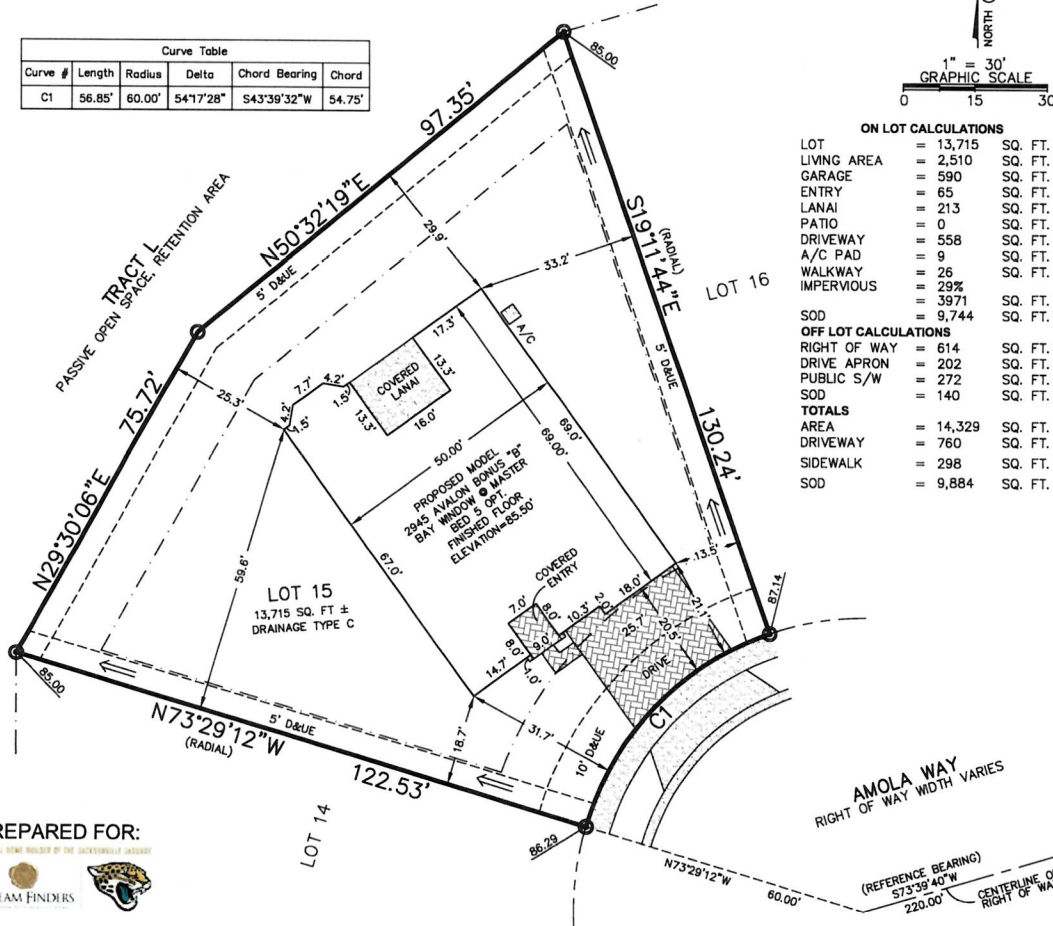 Curve Table
Curve # Length Radius Delta Chord Bearing Chord
C1 56.85' 60.00' 54°17'28" S43°39'32"W 54.75'
NORTH
1" = 30'
GRAPHIC SCALE
0 15 30
ON LOT CALCULATIONS
LOT = 13,715 SQ. FT.
LIVING AREA = 2,510 SQ. FT.
GARAGE = 590 SQ. FT.
ENTRY = 65 SQ. FT.
LANAI = 213 SQ. FT.
PATIO = 0 SQ. FT.
DRIVEWAY = 558 SQ. FT.
A/C PAD = 9 SQ. FT.
WALKWAY = 26 SQ. FT.
IMPERVIOUS = 29%
= 3971 SQ. FT.
SOD = 9,744 SQ. FT.
OFF LOT CALCULATIONS
RIGHT OF WAY = 614 SQ. FT.
DRIVE APRON = 202 SQ. FT.
PUBLIC S/W = 272 SQ. FT.
SOD = 140 SQ. FT.
TOTALS
AREA = 14,329 SQ. FT.
DRIVEWAY = 760 SQ. FT.
SIDEWALK = 298 SQ. FT.
SOD = 9,884 SQ. FT.
85.00
97.35'
N50°32'19"E
5' D&UE
TRACT L
PASSIVE OPEN SPACE, RETENTION AREA
29.9'
33.2'
S19°11'44"E
(RADIAL)
LOT 16
5' D&UE
130.24'
75.72'
N29°30'06"E
25.3'
4.2'
1.5'
7.7'
4.2'
1.5'
13.3'
COVERED
LANAI
16.0'
13.3'
17.3'
A/C
50.00'
69.00'
69.0'
PROPOSED MODEL
2945 AVALON BONUS "B"
BAY WINDOW @ MASTER
BED 5 OPT.
FINISHED FLOOR
ELEVATION=85.50'
67.0'
59.6'
LOT 15
13,715 SQ. FT ±
DRAINAGE TYPE C
COVERED
ENTRY
7.0'
8.0'
8.0'
9.0'
1.0'
14.7'
10.3'
2.0'
18.0'
13.5'
21.1'
25.7'
20.5'
DRIVE
87.14
85.00
N73°29'12"W
(RADIAL)
5' D&UE
122.53'
18.7'
31.7'
10' D&UE
C1
LOT 14
86.29
N73°29'12"W
60.00'
AMOLA WAY
RIGHT OF WAY WIDTH VARIES
(REFERENCE BEARING)
S73°39'40"W
220.00'
CENTERLINE OF
RIGHT OF WA
REPARED FOR:
HOME BUILDER OF THE JACKSONVILLE JAGUARS
EAM FINDERS